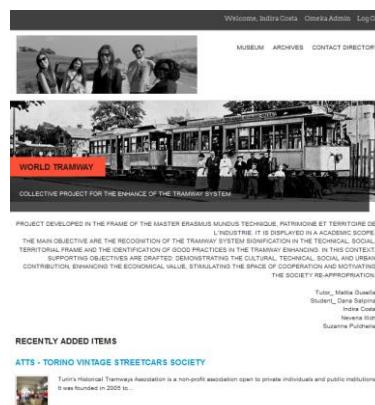 Welcome, Indira Costa Omeka Admin Log O
MUSEUM ARCHIVES CONTACT DIRECTOR
WORLD TRAMWAY
COLLECTIVE PROJECT FOR THE ENHANCE OF THE TRAMWAY SYSTEM
PROJECT DEVELOPED IN THE FRAME OF THE MASTER ERASMUS MUNDUS TECHNIQUE, PATRIMOINE ET TERRITOIRE DE
L'INDUSTRIE. IT IS DISPLAYED IN A ACADEMIC SCOPE.
THE MAIN OBJECTIVE ARE THE RECOGNITION OF THE TRAMWAY SYSTEM SIGNIFICATION IN THE TECHNICAL, SOCIAL,
TERRITORIAL FRAME AND THE IDENTIFICATION OF GOOD PRACTICES IN THE TRAMWAY ENHANCING. IN THIS CONTEXT,
SUPPORTING OBJECTIVES ARE DRAFTED: DEMONSTRATING THE CULTURAL, TECHNICAL, SOCIAL AND URBAN
CONTRIBUTION, ENHANCING THE ECONOMICAL VALUE, STIMULATING THE SPACE OF COOPERATION AND MOTIVATING
THE SOCIETY RE-APPROPRIATION.
Tutor_ Mattia Gusella
Student_ Dana Salpina
Indira Costa
Nevena Ilich
Suzanne Pulcheria
RECENTLY ADDED ITEMS
ATTS - TORINO VINTAGE STREETCARS SOCIETY
Turin's Historical Tramways Association is a non-profit association open to private individuals and public institutions.
It was founded in 2005 to...